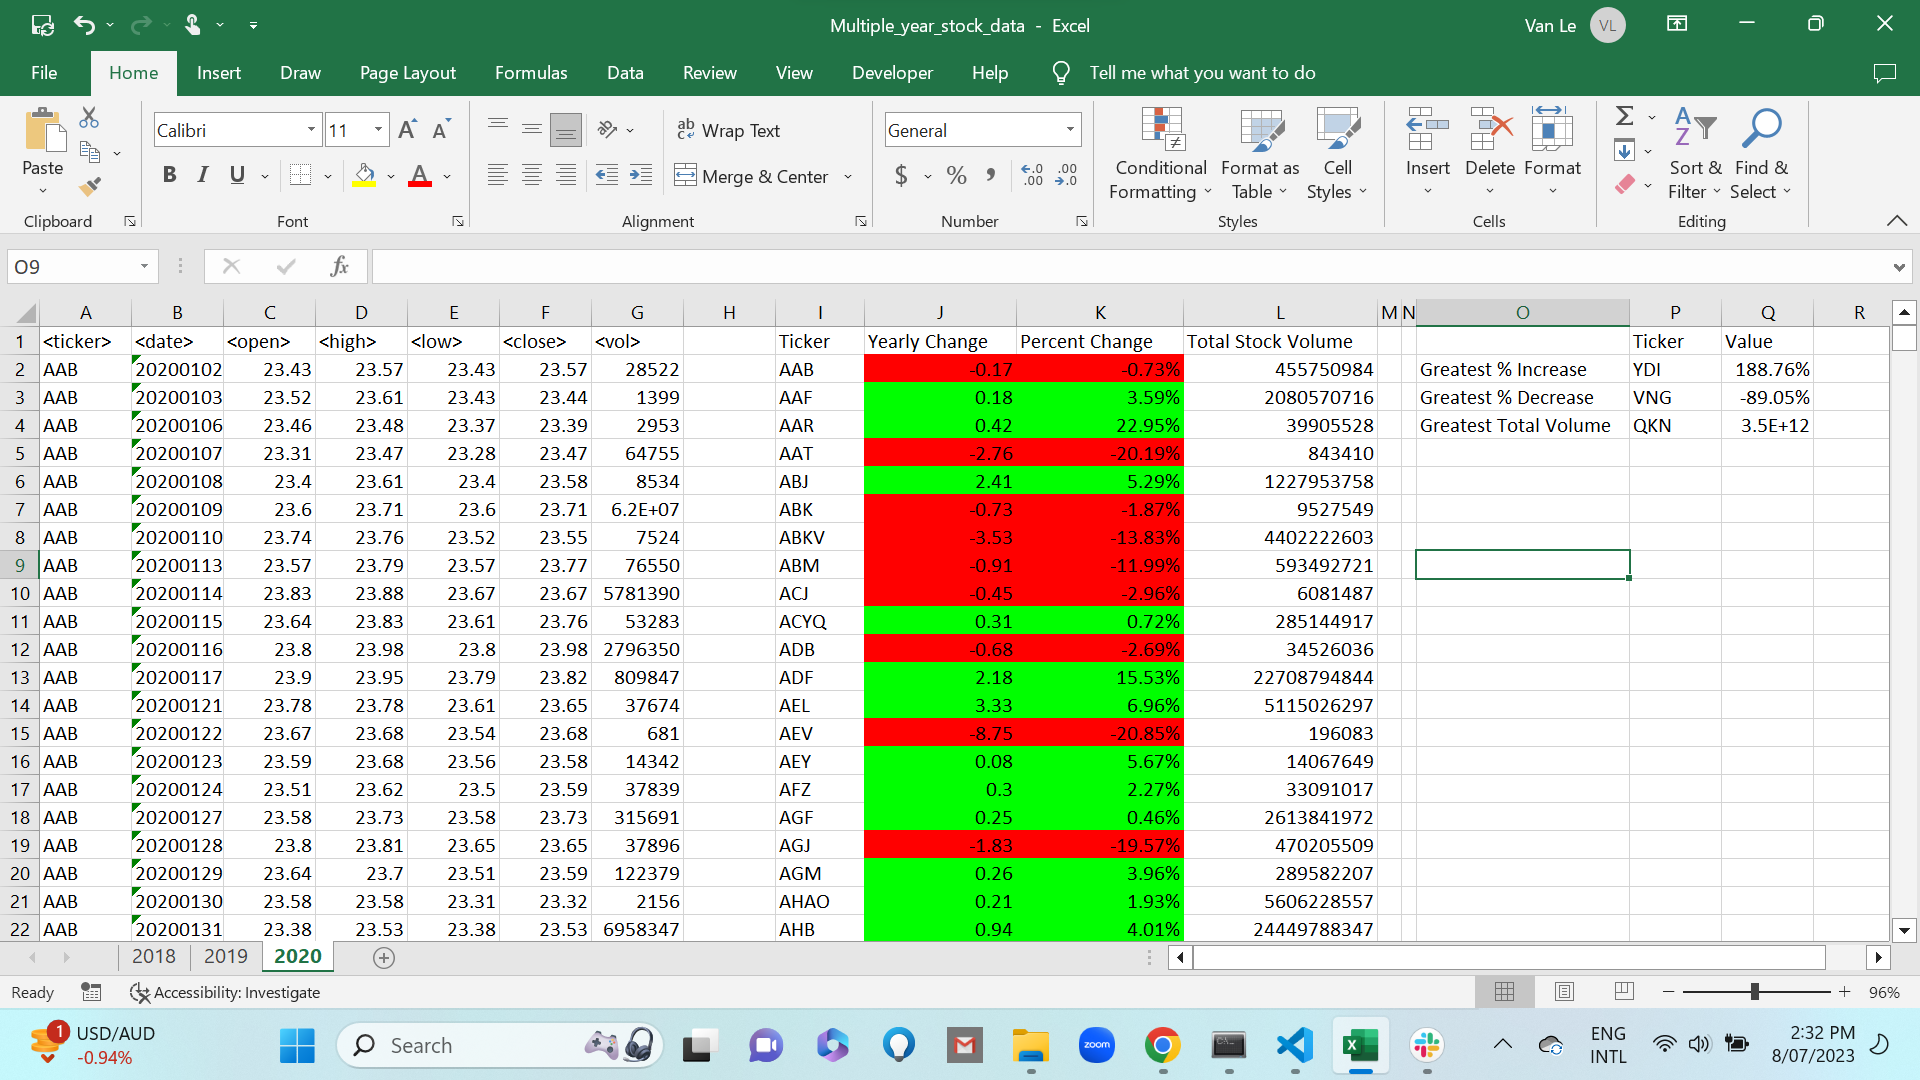 Multiple_year_stock_data - Excel
Van Le VL
File Home Insert Draw Page Layout Formulas Data Review View Developer Help Tell me what you want to do
Paste
Clipboard
Calibri 11
B I U
Font
Wrap Text
Merge & Center
Alignment
General
$ % ,
Number
Conditional Formatting
Format as Table
Cell Styles
Styles
Insert Delete Format
Cells
Sort & Filter
Find & Select
Editing
O9 fx
A B C D E F G H I J K L M N O P Q R
1 <ticker> <date> <open> <high> <low> <close> <vol> Ticker Yearly Change Percent Change Total Stock Volume Ticker Value
2 AAB 20200102 23.43 23.57 23.43 23.57 28522 AAB -0.17 -0.73% 455750984 Greatest % Increase YDI 188.76%
3 AAB 20200103 23.52 23.61 23.43 23.44 1399 AAF 0.18 3.59% 2080570716 Greatest % Decrease VNG -89.05%
4 AAB 20200106 23.46 23.48 23.37 23.39 2953 AAR 0.42 22.95% 39905528 Greatest Total Volume QKN 3.5E+12
5 AAB 20200107 23.31 23.47 23.28 23.47 64755 AAT -2.76 -20.19% 843410
6 AAB 20200108 23.4 23.61 23.4 23.58 8534 ABJ 2.41 5.29% 1227953758
7 AAB 20200109 23.6 23.71 23.6 23.71 6.2E+07 ABK -0.73 -1.87% 9527549
8 AAB 20200110 23.74 23.76 23.52 23.55 7524 ABKV -3.53 -13.83% 4402222603
9 AAB 20200113 23.57 23.79 23.57 23.77 76550 ABM -0.91 -11.99% 593492721
10 AAB 20200114 23.83 23.88 23.67 23.67 5781390 ACJ -0.45 -2.96% 6081487
11 AAB 20200115 23.64 23.83 23.61 23.76 53283 ACYQ 0.31 0.72% 285144917
12 AAB 20200116 23.8 23.98 23.8 23.98 2796350 ADB -0.68 -2.69% 34526036
13 AAB 20200117 23.9 23.95 23.79 23.82 809847 ADF 2.18 15.53% 22708794844
14 AAB 20200121 23.78 23.78 23.61 23.65 37674 AEL 3.33 6.96% 5115026297
15 AAB 20200122 23.67 23.68 23.54 23.68 681 AEV -8.75 -20.85% 196083
16 AAB 20200123 23.59 23.68 23.56 23.58 14342 AEY 0.08 5.67% 14067649
17 AAB 20200124 23.51 23.62 23.5 23.59 37839 AFZ 0.3 2.27% 33091017
18 AAB 20200127 23.58 23.73 23.58 23.73 315691 AGF 0.25 0.46% 2613841972
19 AAB 20200128 23.8 23.81 23.65 23.65 37896 AGJ -1.83 -19.57% 470205509
20 AAB 20200129 23.64 23.7 23.51 23.59 122379 AGM 0.26 3.96% 289582207
21 AAB 20200130 23.58 23.58 23.31 23.32 2156 AHAO 0.21 1.93% 5606228557
22 AAB 20200131 23.38 23.53 23.38 23.53 6958347 AHB 0.94 4.01% 24449788347
2018 2019 2020
Ready Accessibility: Investigate 96%
1 USD/AUD
-0.94%
Search
zoom
ENG
INTL
2:32 PM
8/07/2023